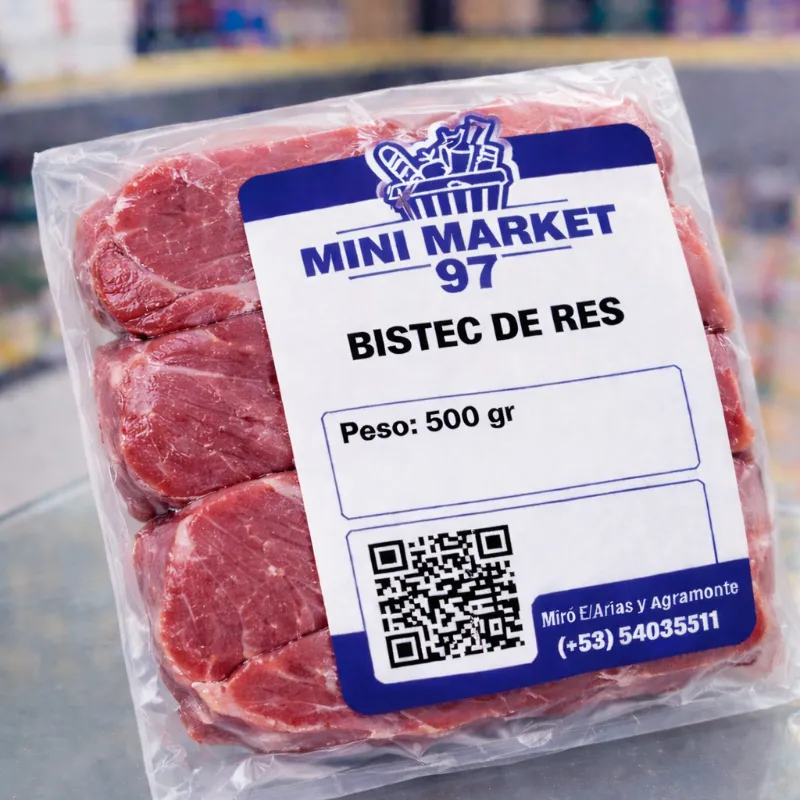 MINI MARKET
97
BISTEC DE RES
Peso: 500 gr
Miró E/Arias y Agramonte
(+53) 54035511